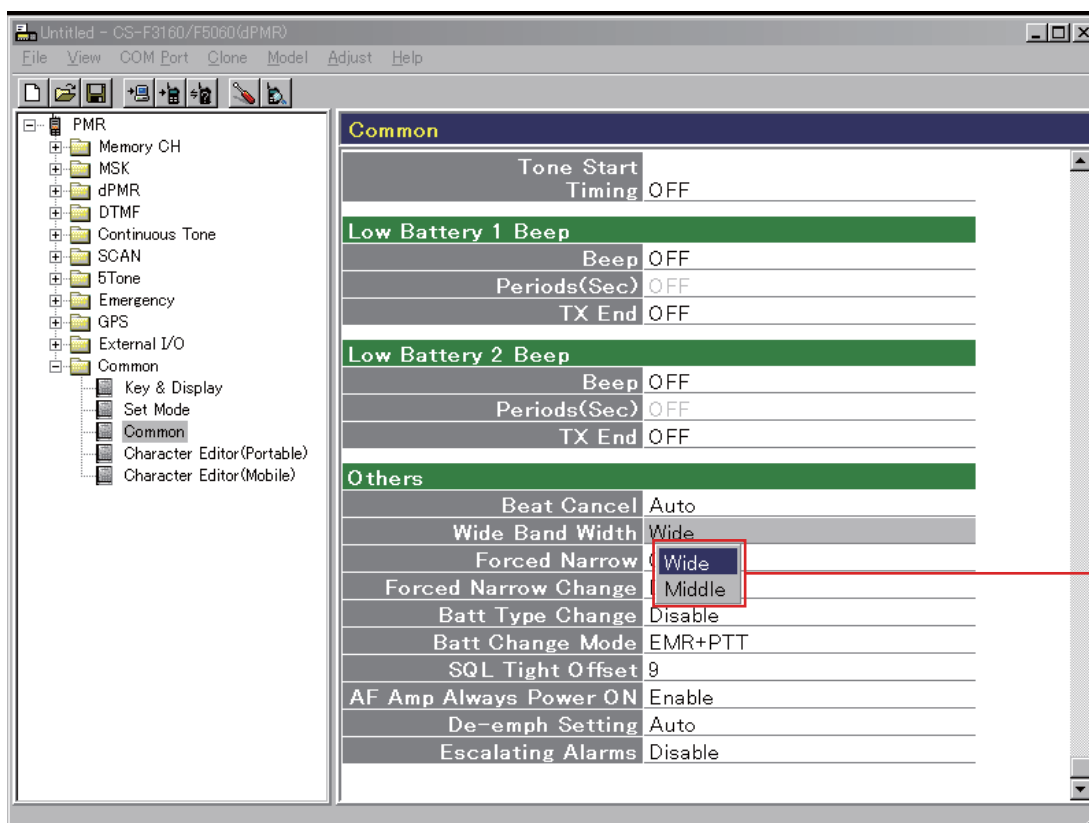 Untitled - CS-F3160/F5060(dPMR)
File View COM Port Clone Model Adjust Help
PMR
Memory CH
MSK
dPMR
DTMF
Continuous Tone
SCAN
5Tone
Emergency
GPS
External I/O
Common
Key & Display
Set Mode
Common
Character Editor(Portable)
Character Editor(Mobile)
Common
Tone Start
Timing OFF
Low Battery 1 Beep
Beep OFF
Periods(Sec) OFF
TX End OFF
Low Battery 2 Beep
Beep OFF
Periods(Sec) OFF
TX End OFF
Others
Beat Cancel Auto
Wide Band Width Wide
Forced Narrow
Wide
Forced Narrow Change
Middle
Batt Type Change Disable
Batt Change Mode EMR+PTT
SQL Tight Offset 9
AF Amp Always Power ON Enable
De-emph Setting Auto
Escalating Alarms Disable